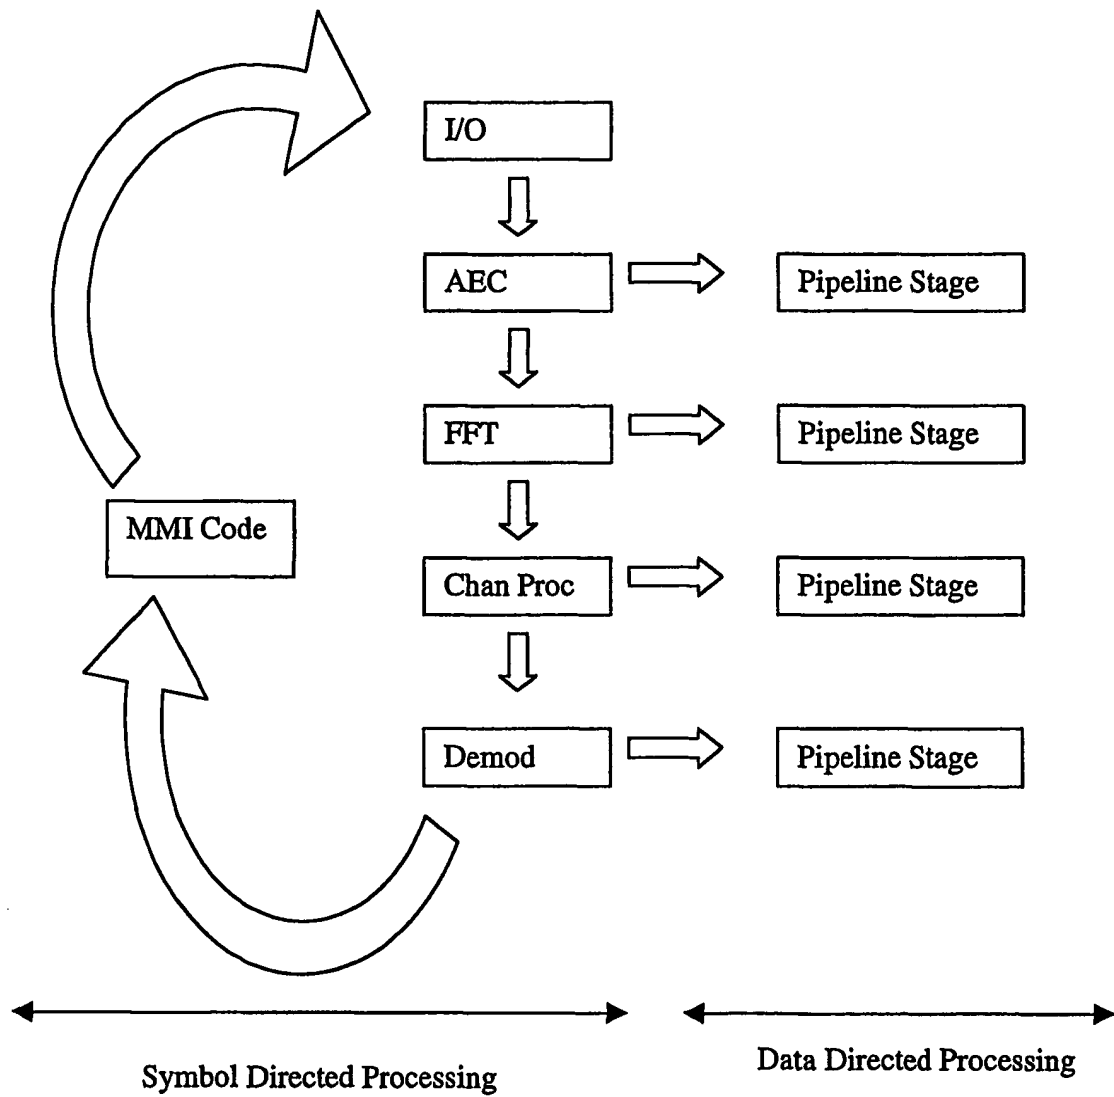 I/O
AEC
Pipeline Stage
FFT
Pipeline Stage
MMI Code
Chan Proc
Pipeline Stage
Demod
Pipeline Stage
Symbol Directed Processing
Data Directed Processing